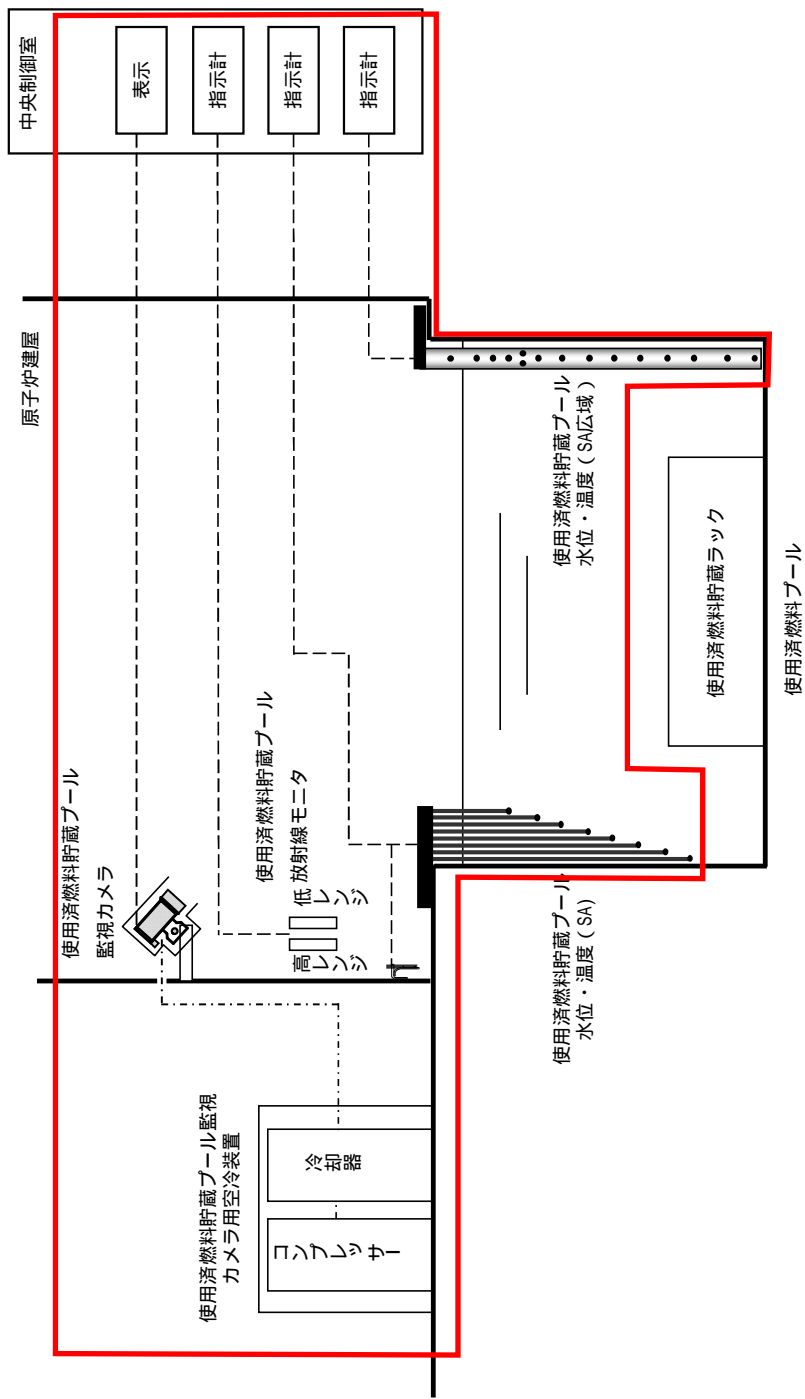 使用済燃料貯蔵プール監視
カメラ用空冷装置
コンプレッサー
冷却器
使用済燃料貯蔵プール
監視カメラ
使用済燃料貯蔵プール
放射線モニタ
高レンジ
低レンジ
原子炉建屋
中央制御室
表示
指示計
指示計
指示計
使用済燃料貯蔵プール
水位・温度(SA)
使用済燃料貯蔵プール
水位・温度(SA広域)
使用済燃料貯蔵ラック
使用済燃料プール